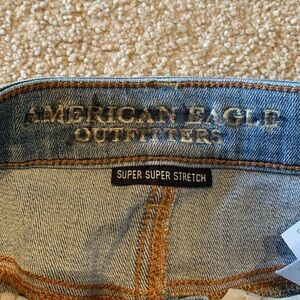 AMERICAN EAGLE
OUTFITTERS
SUPER SUPER STRETCH